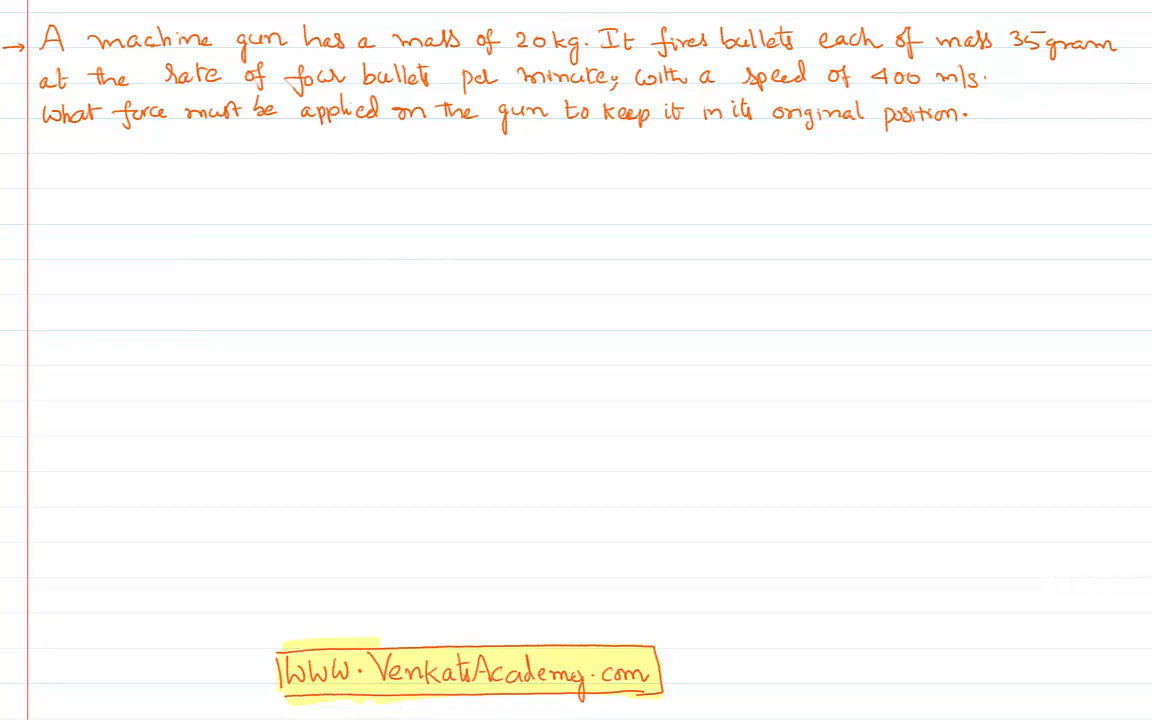 → A machine gun has a mass of 20kg. It fires bullets each of mass 35gram
at the rate of four bullets per minute, with a speed of 400 m/s.
What force must be applied on the gun to keep it in its original position.
WWW.VenkatsAcademy.com